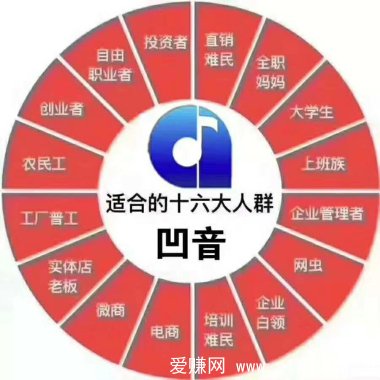 投资者
直销
难民
全职
妈妈
大学生
上班族
企业管理者
网虫
企业
白领
培训
难民
电商
微商
实体店
老板
工厂普工
农民工
创业者
自由
职业者
适合的十六大人群
凹音
爱赚网 www